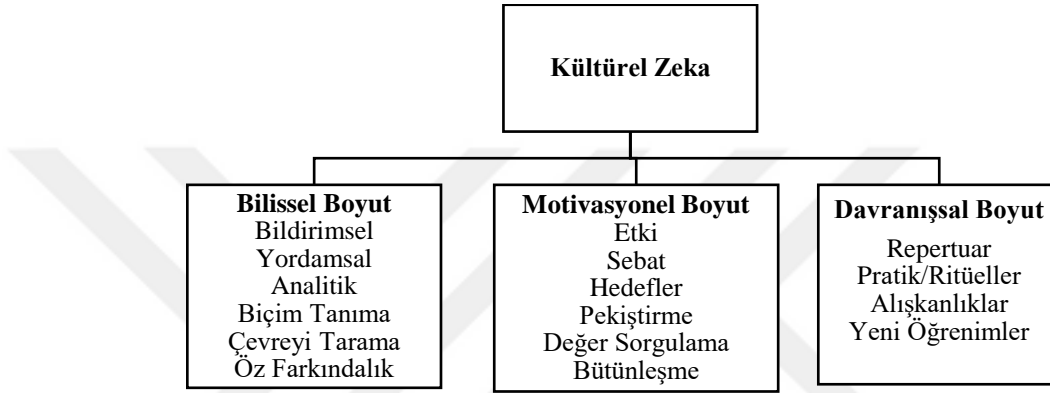 Kültürel Zeka
Bilissel Boyut
Bildirimsel
Yordamsal
Analitik
Biçim Tanıma
Çevreyi Tarama
Öz Farkındalık
Motivasyonel Boyut
Etki
Sebat
Hedefler
Pekiştirme
Değer Sorgulama
Bütünleşme
Davranışsal Boyut
Repertuar
Pratik/Ritüeller
Alışkanlıklar
Yeni Öğrenimler